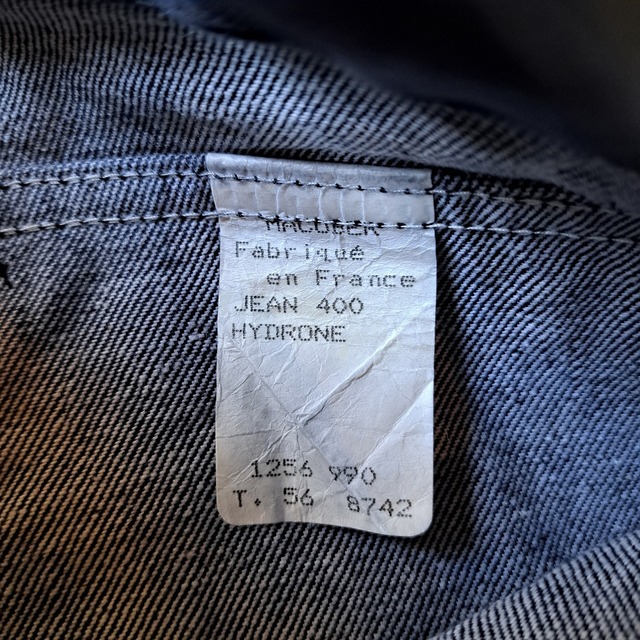 Fabriqué
en France
JEAN 400
HYDRONE
1256 990
T. 56 8742